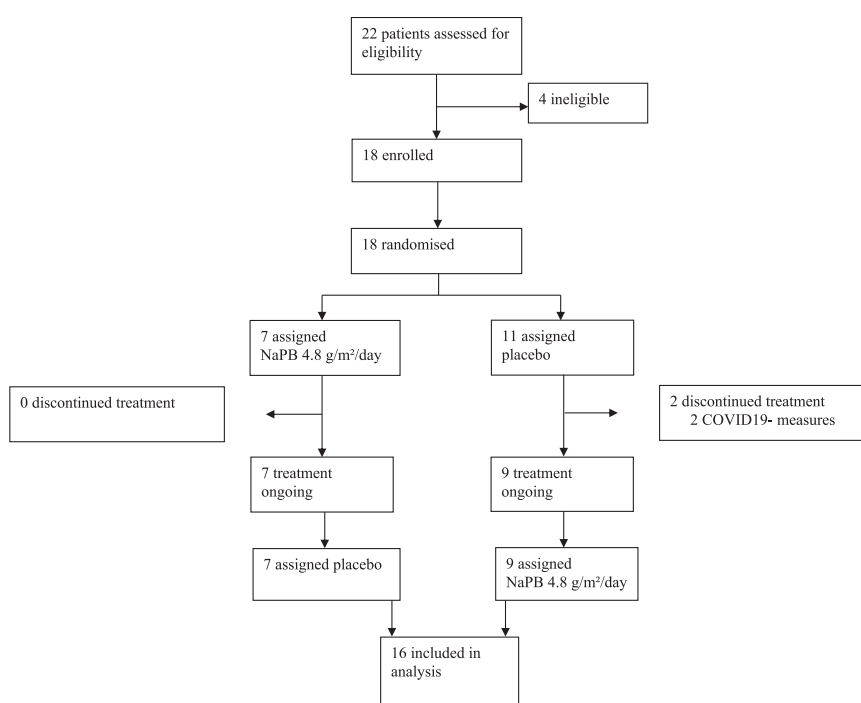 22 patients assessed for
eligibility
4 ineligible
18 enrolled
18 randomised
7 assigned
NaPB 4.8 g/m²/day
11 assigned
placebo
0 discontinued treatment
2 discontinued treatment
2 COVID19- measures
7 treatment
ongoing
9 treatment
ongoing
7 assigned placebo
9 assigned
NaPB 4.8 g/m²/day
16 included in
analysis